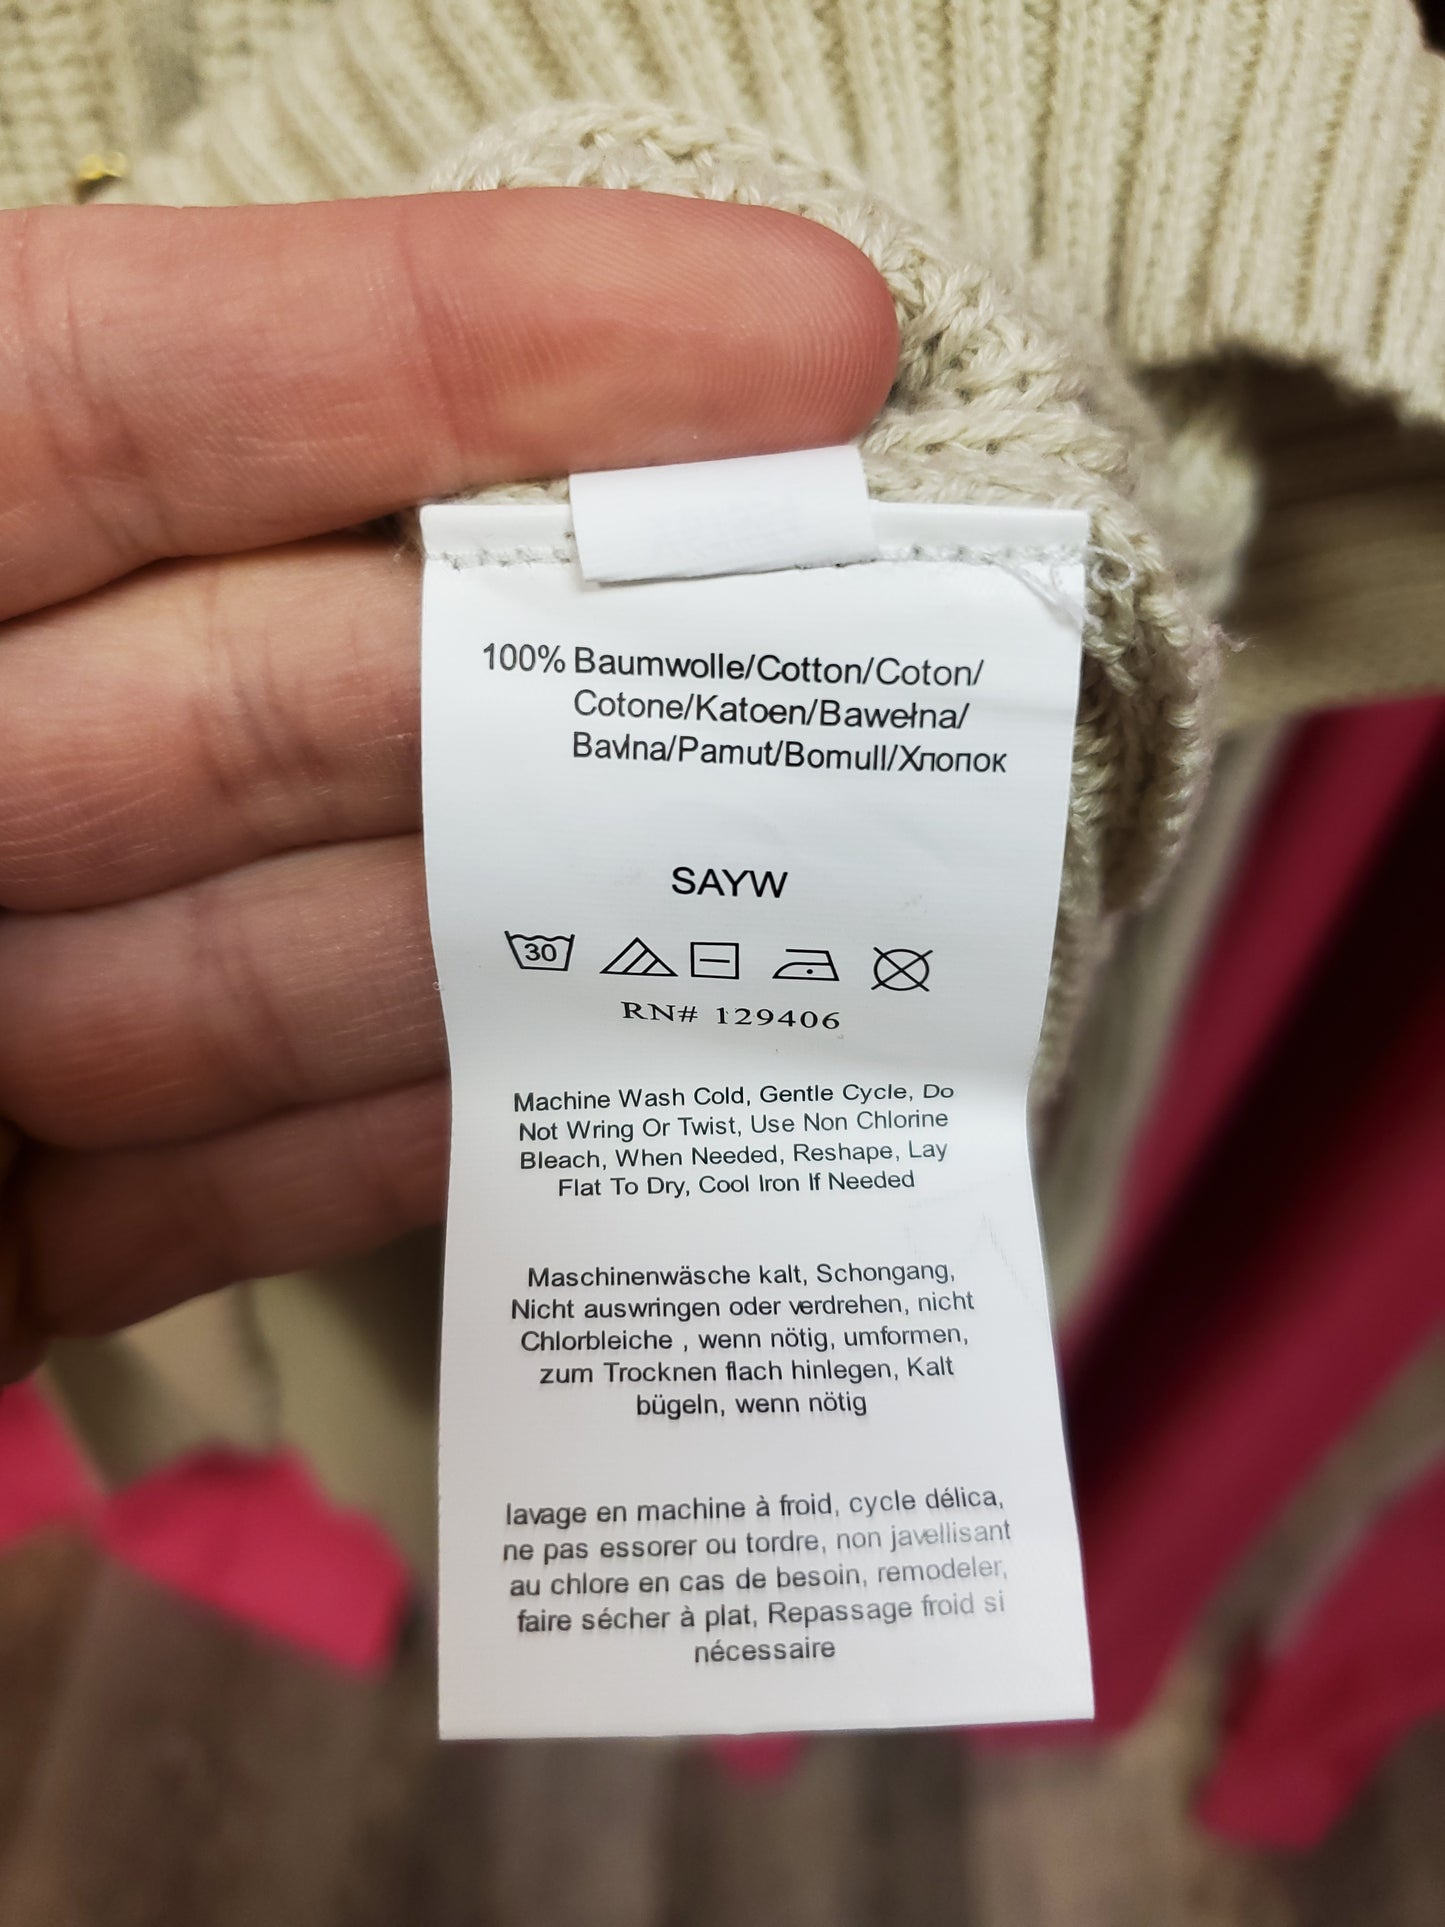 100% Baumwolle/Cotton/Coton/
Cotone/Katoen/Bawełna/
Bavlna/Pamut/Bomull/Хлопок
SAYW
30
RN# 129406
Machine Wash Cold, Gentle Cycle, Do
Not Wring Or Twist, Use Non Chlorine
Bleach, When Needed, Reshape, Lay
Flat To Dry, Cool Iron If Needed
Maschinenwäsche kalt, Schongang,
Nicht auswringen oder verdrehen, nicht
Chlorbleiche , wenn nötig, umformen,
zum Trocknen flach hinlegen, Kalt
bügeln, wenn nötig
lavage en machine à froid, cycle délica,
ne pas essorer ou tordre, non javellisant
au chlore en cas de besoin, remodeler,
faire sécher à plat, Repassage froid si
nécessaire